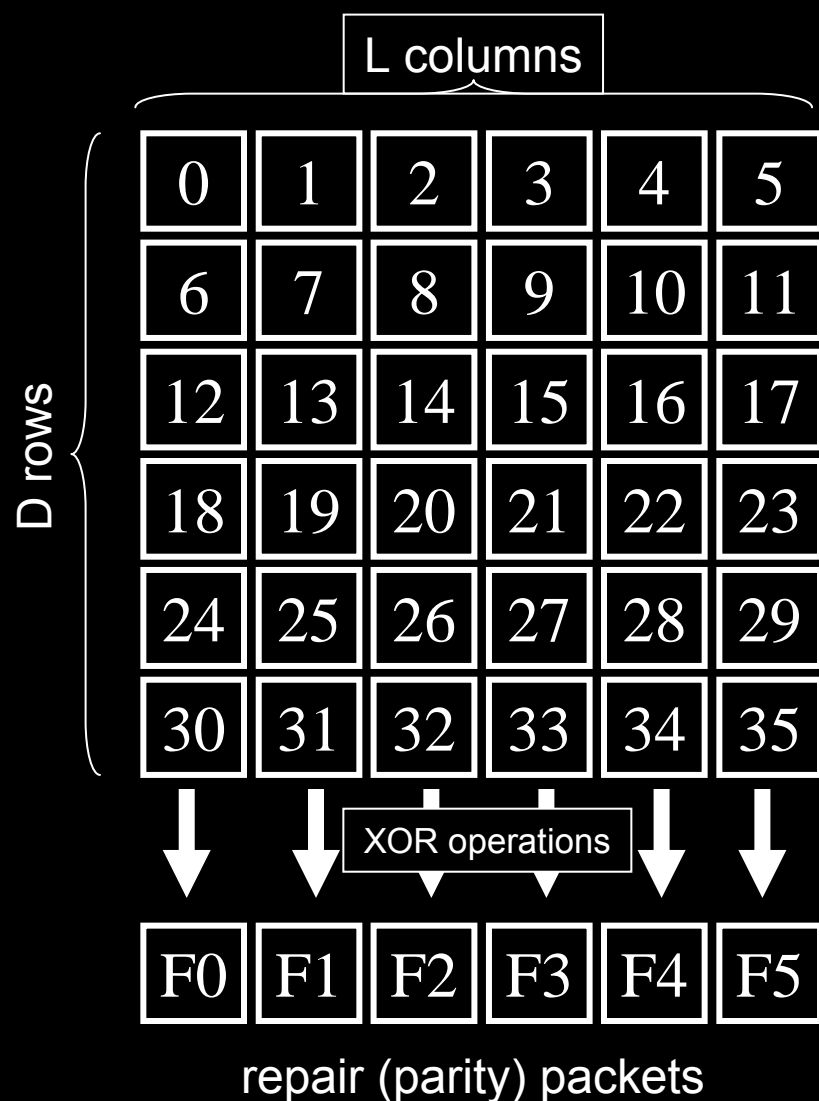 L columns
D rows
0 1 2 3 4 5
6 7 8 9 10 11
12 13 14 15 16 17
18 19 20 21 22 23
24 25 26 27 28 29
30 31 32 33 34 35
XOR operations
F0 F1 F2 F3 F4 F5
repair (parity) packets